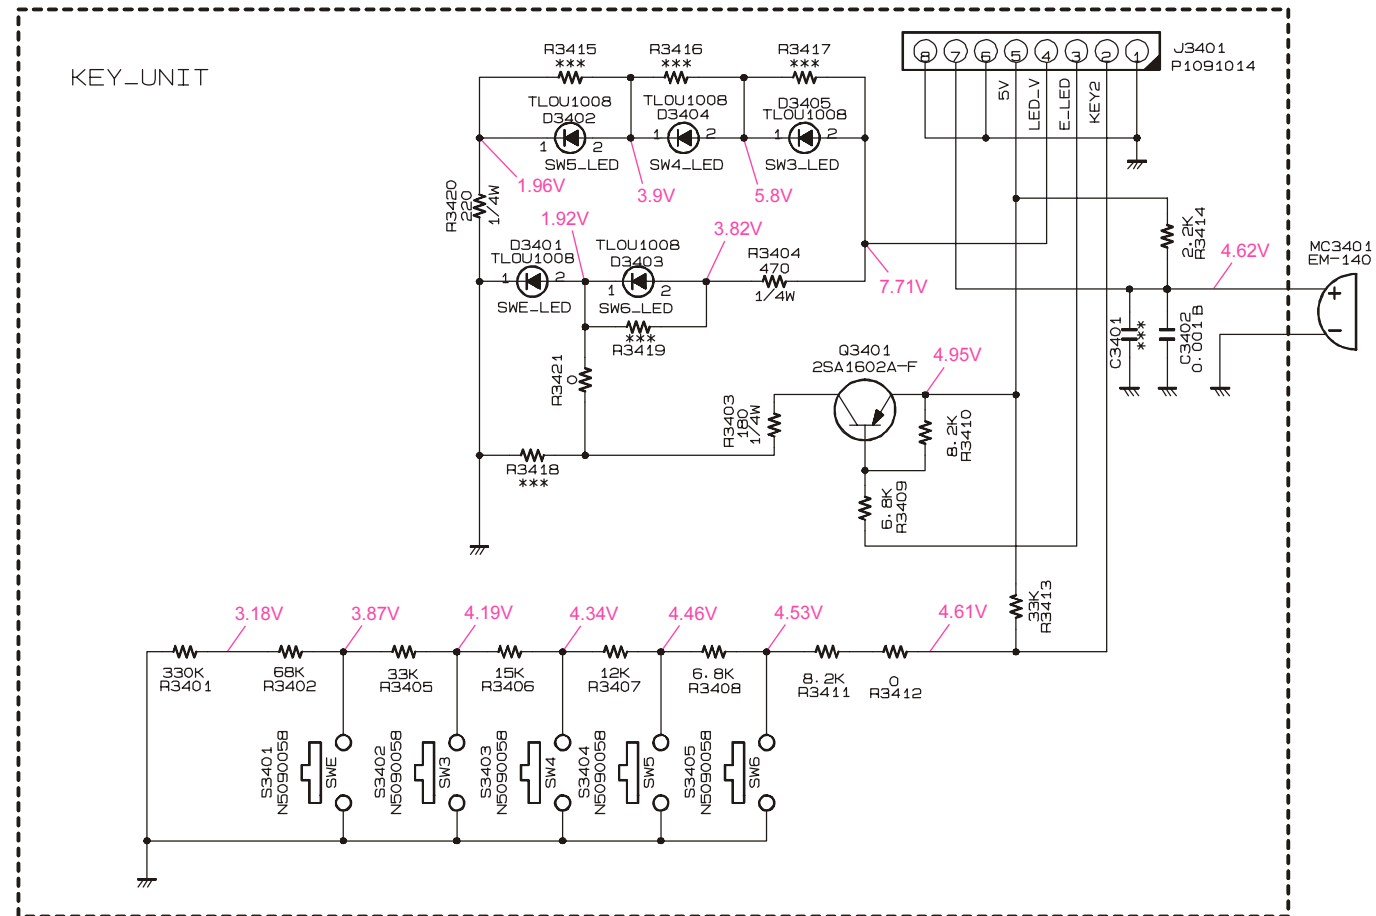 KEY_UNIT
R3415
***
R3416
***
R3417
***
TLOU1008
D3402
1 2
SW5_LED
TLOU1008
D3404
1 2
SW4_LED
D3405
TLOU1008
1 2
SW3_LED
8 7 6 5 4 3 2 1
J3401
P1091014
5V
LED_V
E_LED
KEY2
1.96V
3.9V
5.8V
R3420
220
1/4W
1.92V
3.82V
D3401
TLOU1008
1 2
SWE_LED
TLOU1008
D3403
1 2
SW6_LED
R3404
470
1/4W
7.71V
***
R3419
R3421
0
R3418
***
2.2K
R3414
4.62V
MC3401
EM-140
+
−
C3401
***
C3402
0.001B
Q3401
2SA1602A-F
4.95V
R3403
180
1/4W
8.2K
R3410
6.8K
R3409
33K
R3413
3.18V
3.87V
4.19V
4.34V
4.46V
4.53V
4.61V
330K
R3401
68K
R3402
33K
R3405
15K
R3406
12K
R3407
6.8K
R3408
8.2K
R3411
0
R3412
S3401
N5090058
SWE
S3402
N5090058
SW3
S3403
N5090058
SW4
S3404
N5090058
SW5
S3405
N5090058
SW6